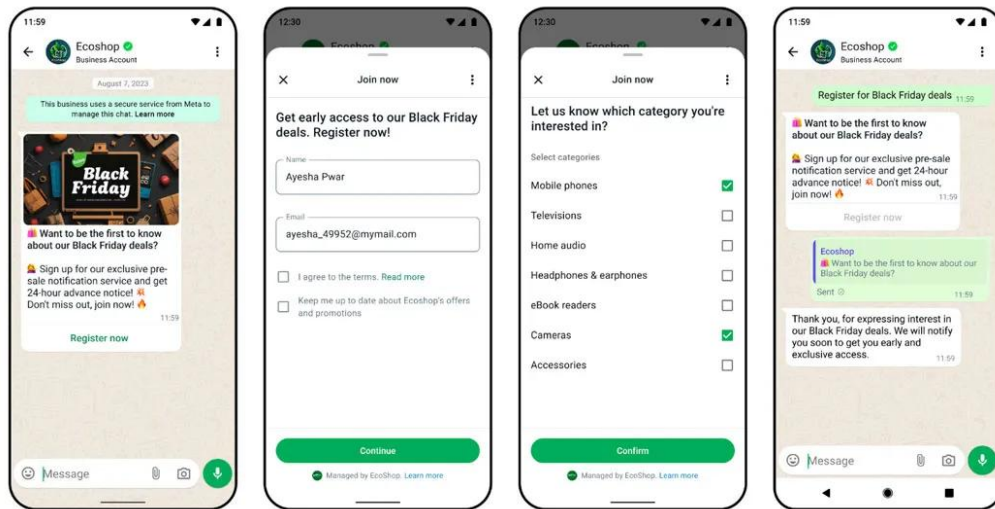 11:59
Ecoshop
Business Account
August 7, 2023
This business uses a secure service from Meta to
manage this chat. Learn more
Black
Friday
Want to be the first to know
about our Black Friday deals?
Sign up for our exclusive pre-
sale notification service and get
24-hour advance notice!
Don't miss out, join now!
11:59
Register now
Message
12:30
Join now
Get early access to our Black Friday
deals. Register now!
Name
Ayesha Pwar
Email
ayesha_49952@mymail.com
I agree to the terms. Read more
Keep me up to date about Ecoshop's offers
and promotions
Continue
Managed by EcoShop. Learn more
12:30
Join now
Let us know which category you're
interested in?
Select categories
Mobile phones
Televisions
Home audio
Headphones & earphones
eBook readers
Cameras
Accessories
Confirm
Managed by EcoShop. Learn more
11:59
Ecoshop
Business Account
Register for Black Friday deals 11:59
Want to be the first to know
about our Black Friday deals?
Sign up for our exclusive pre-sale
notification service and get 24-hour
advance notice! Don't miss out,
join now! 11:59
Register now
Ecoshop
Want to be the first to know about our
Black Friday deals?
Sent 11:59
Thank you, for expressing interest in
our Black Friday deals. We will notify
you soon to get you early and
exclusive access. 11:59
Message